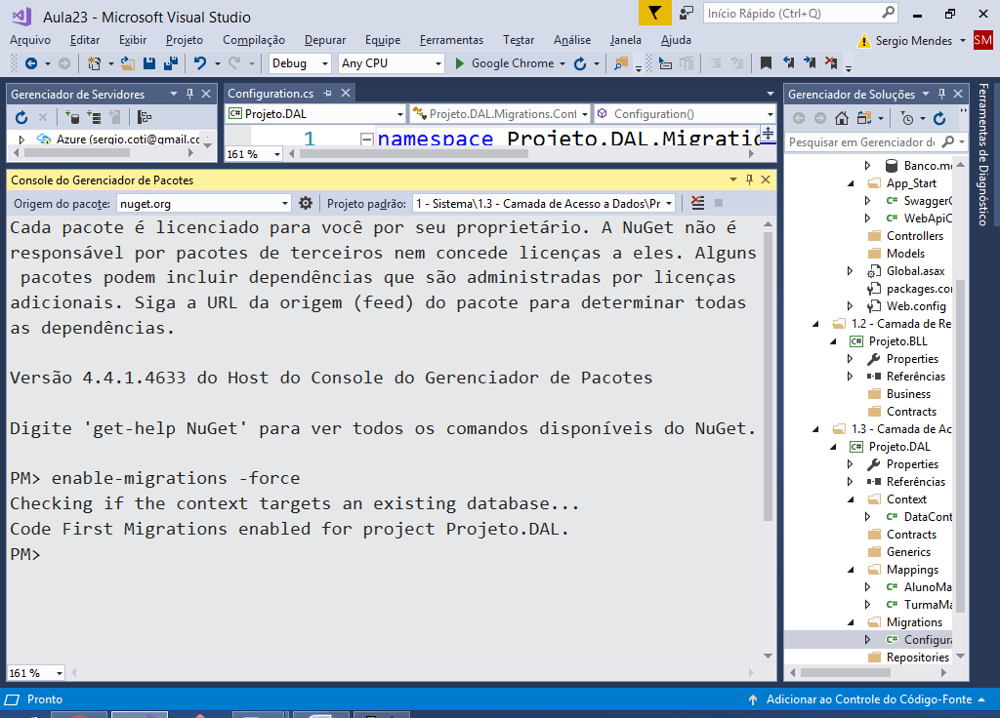 Aula23 - Microsoft Visual Studio
Início Rápido (Ctrl+Q)
Arquivo Editar Exibir Projeto Compilação Depurar Equipe Ferramentas Testar Análise Janela Ajuda
Sergio Mendes SM
Debug Any CPU Google Chrome
Gerenciador de Servidores
Azure (sergio.coti@gmail.cc
Configuration.cs
Projeto.DAL Projeto.DAL.Migrations.Conf Configuration()
1 namespace Projeto.DAL.Migratio
161 %
Console do Gerenciador de Pacotes
Origem do pacote: nuget.org Projeto padrão: 1 - Sistema\1.3 - Camada de Acesso a Dados\Pr
Cada pacote é licenciado para você por seu proprietário. A NuGet não é
responsável por pacotes de terceiros nem concede licenças a eles. Alguns
pacotes podem incluir dependências que são administradas por licenças
adicionais. Siga a URL da origem (feed) do pacote para determinar todas
as dependências.
Versão 4.4.1.4633 do Host do Console do Gerenciador de Pacotes
Digite 'get-help NuGet' para ver todos os comandos disponíveis do NuGet.
PM> enable-migrations -force
Checking if the context targets an existing database...
Code First Migrations enabled for project Projeto.DAL.
PM>
161 %
Gerenciador de Soluções
Pesquisar em Gerenciador de
Banco.m
App_Start
Swagger
WebApiC
Controllers
Models
Global.asax
packages.co
Web.config
1.2 - Camada de Re
Projeto.BLL
Properties
Referências
Business
Contracts
1.3 - Camada de Ac
Projeto.DAL
Properties
Referências
Context
DataCont
Contracts
Generics
Mappings
AlunoMa
TurmaMa
Migrations
Configura
Repositories
Ferramentas de Diagnóstico
Pronto
Adicionar ao Controle do Código-Fonte